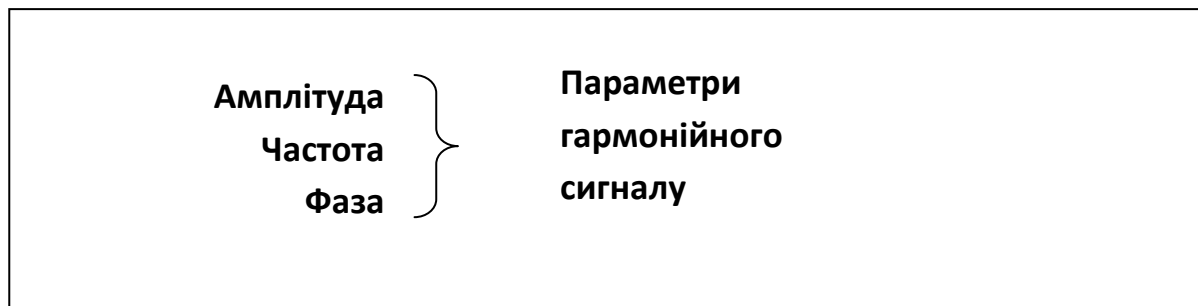 Амплітуда
Частота
Фаза
Параметри
гармонійного
сигналу